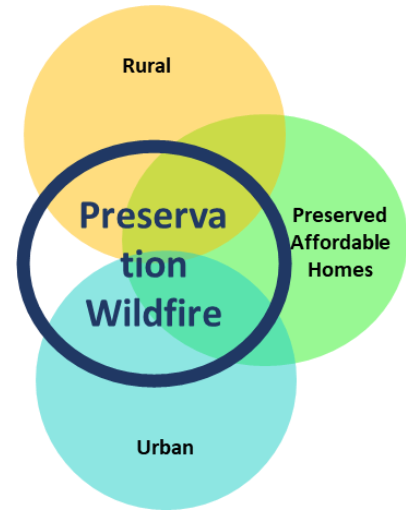 Rural
Preserva
tion
Wildfire
Preserved
Affordable
Homes
Urban